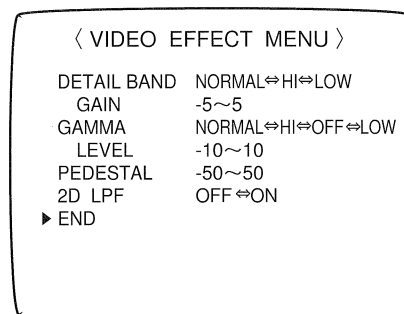 〈 VIDEO EFFECT MENU 〉
DETAIL BAND NORMAL⇔HI⇔LOW
GAIN -5~5
GAMMA NORMAL⇔HI⇔OFF⇔LOW
LEVEL -10~10
PEDESTAL -50~50
2D LPF OFF⇔ON
▶ END